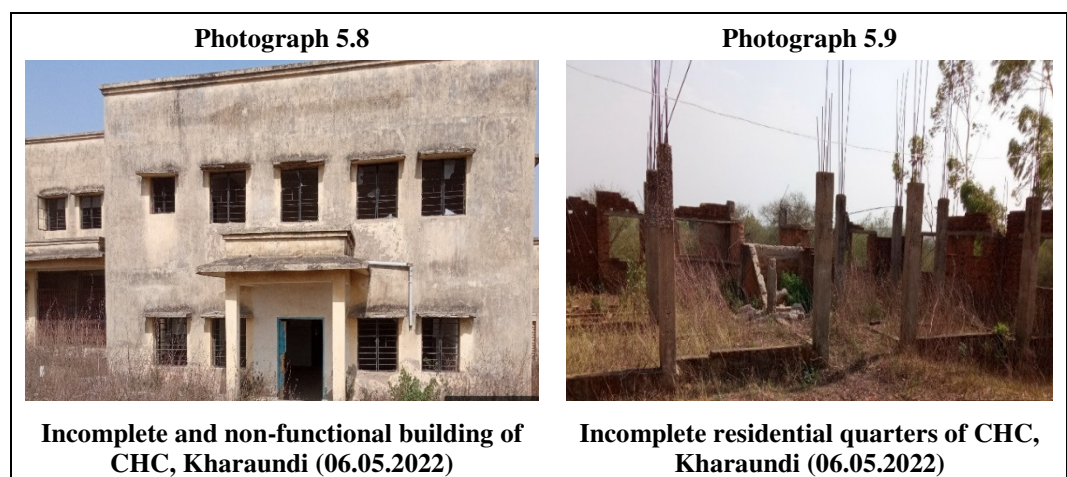 Photograph 5.8
Incomplete and non-functional building of
CHC, Kharaundi (06.05.2022)
Photograph 5.9
Incomplete residential quarters of CHC,
Kharaundi (06.05.2022)